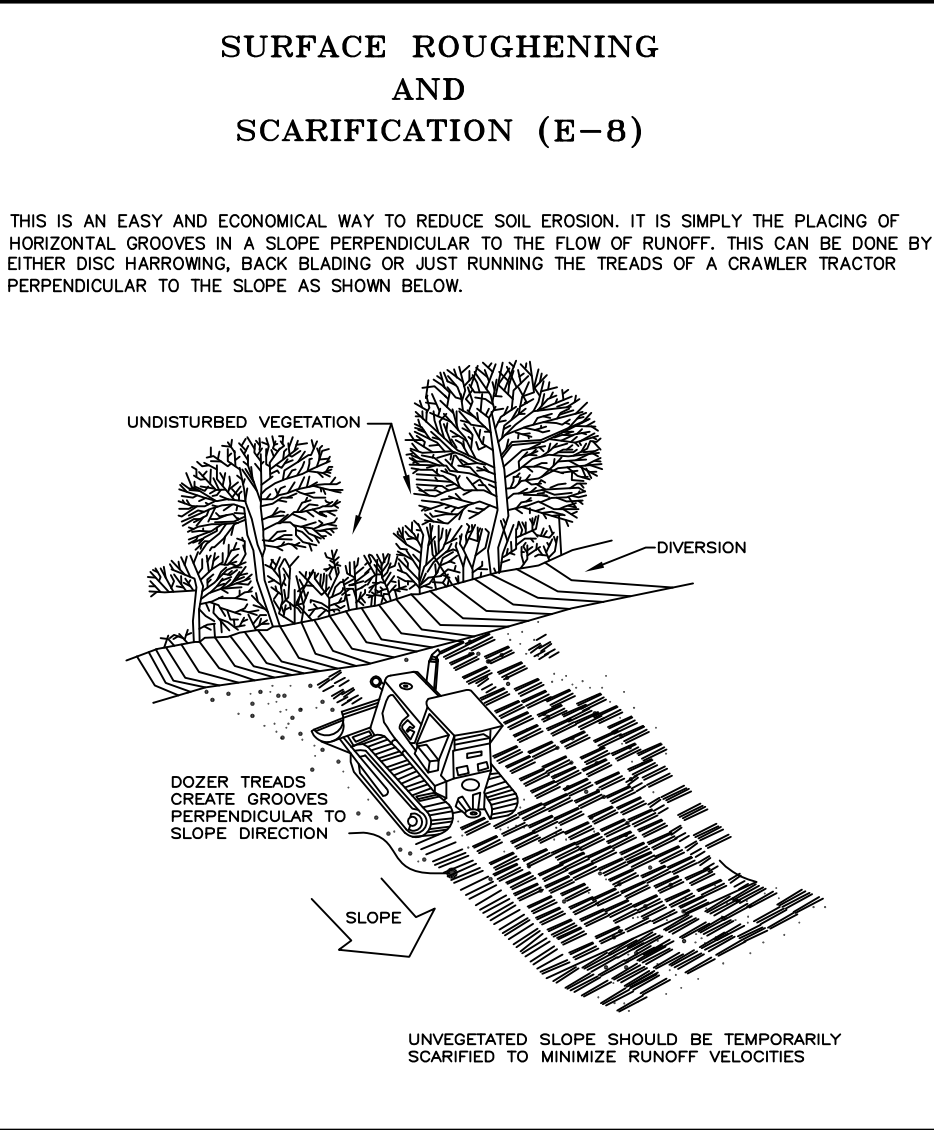 SURFACE ROUGHENING
AND
SCARIFICATION (E-8)
THIS IS AN EASY AND ECONOMICAL WAY TO REDUCE SOIL EROSION. IT IS SIMPLY THE PLACING OF
HORIZONTAL GROOVES IN A SLOPE PERPENDICULAR TO THE FLOW OF RUNOFF. THIS CAN BE DONE BY
EITHER DISC HARROWING, BACK BLADING OR JUST RUNNING THE TREADS OF A CRAWLER TRACTOR
PERPENDICULAR TO THE SLOPE AS SHOWN BELOW.
UNDISTURBED VEGETATION
DIVERSION
DOZER TREADS
CREATE GROOVES
PERPENDICULAR TO
SLOPE DIRECTION
SLOPE
UNVEGETATED SLOPE SHOULD BE TEMPORARILY
SCARIFIED TO MINIMIZE RUNOFF VELOCITIES